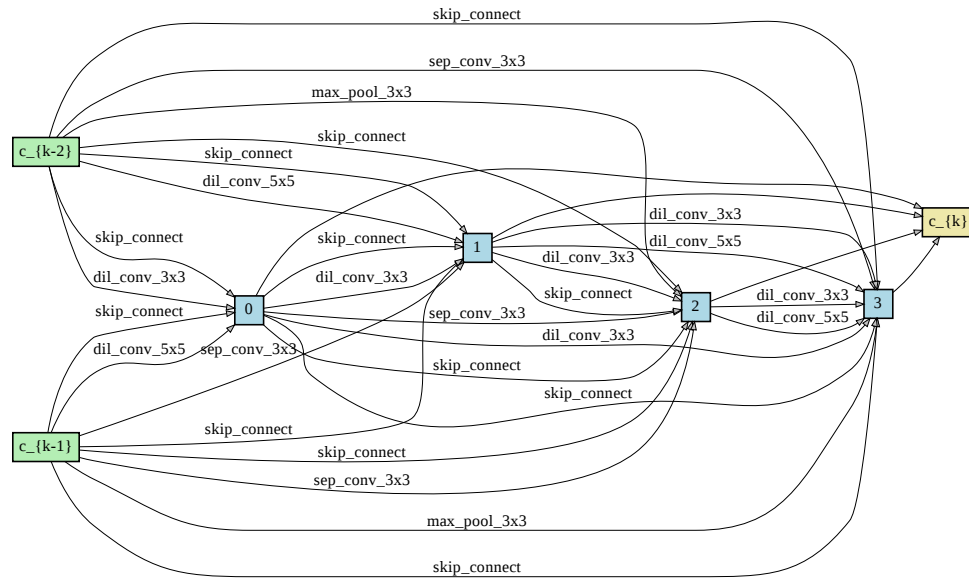 skip_connect
sep_conv_3x3
max_pool_3x3
skip_connect
c_{k-2}
skip_connect
dil_conv_5x5
dil_conv_3x3
c_{k}
skip_connect
skip_connect
1
dil_conv_5x5
dil_conv_3x3
dil_conv_3x3
dil_conv_3x3
skip_connect
dil_conv_3x3
skip_connect
0
sep_conv_3x3
2
dil_conv_5x5
3
dil_conv_5x5
sep_conv_3x3
dil_conv_3x3
skip_connect
skip_connect
skip_connect
c_{k-1}
skip_connect
sep_conv_3x3
max_pool_3x3
skip_connect